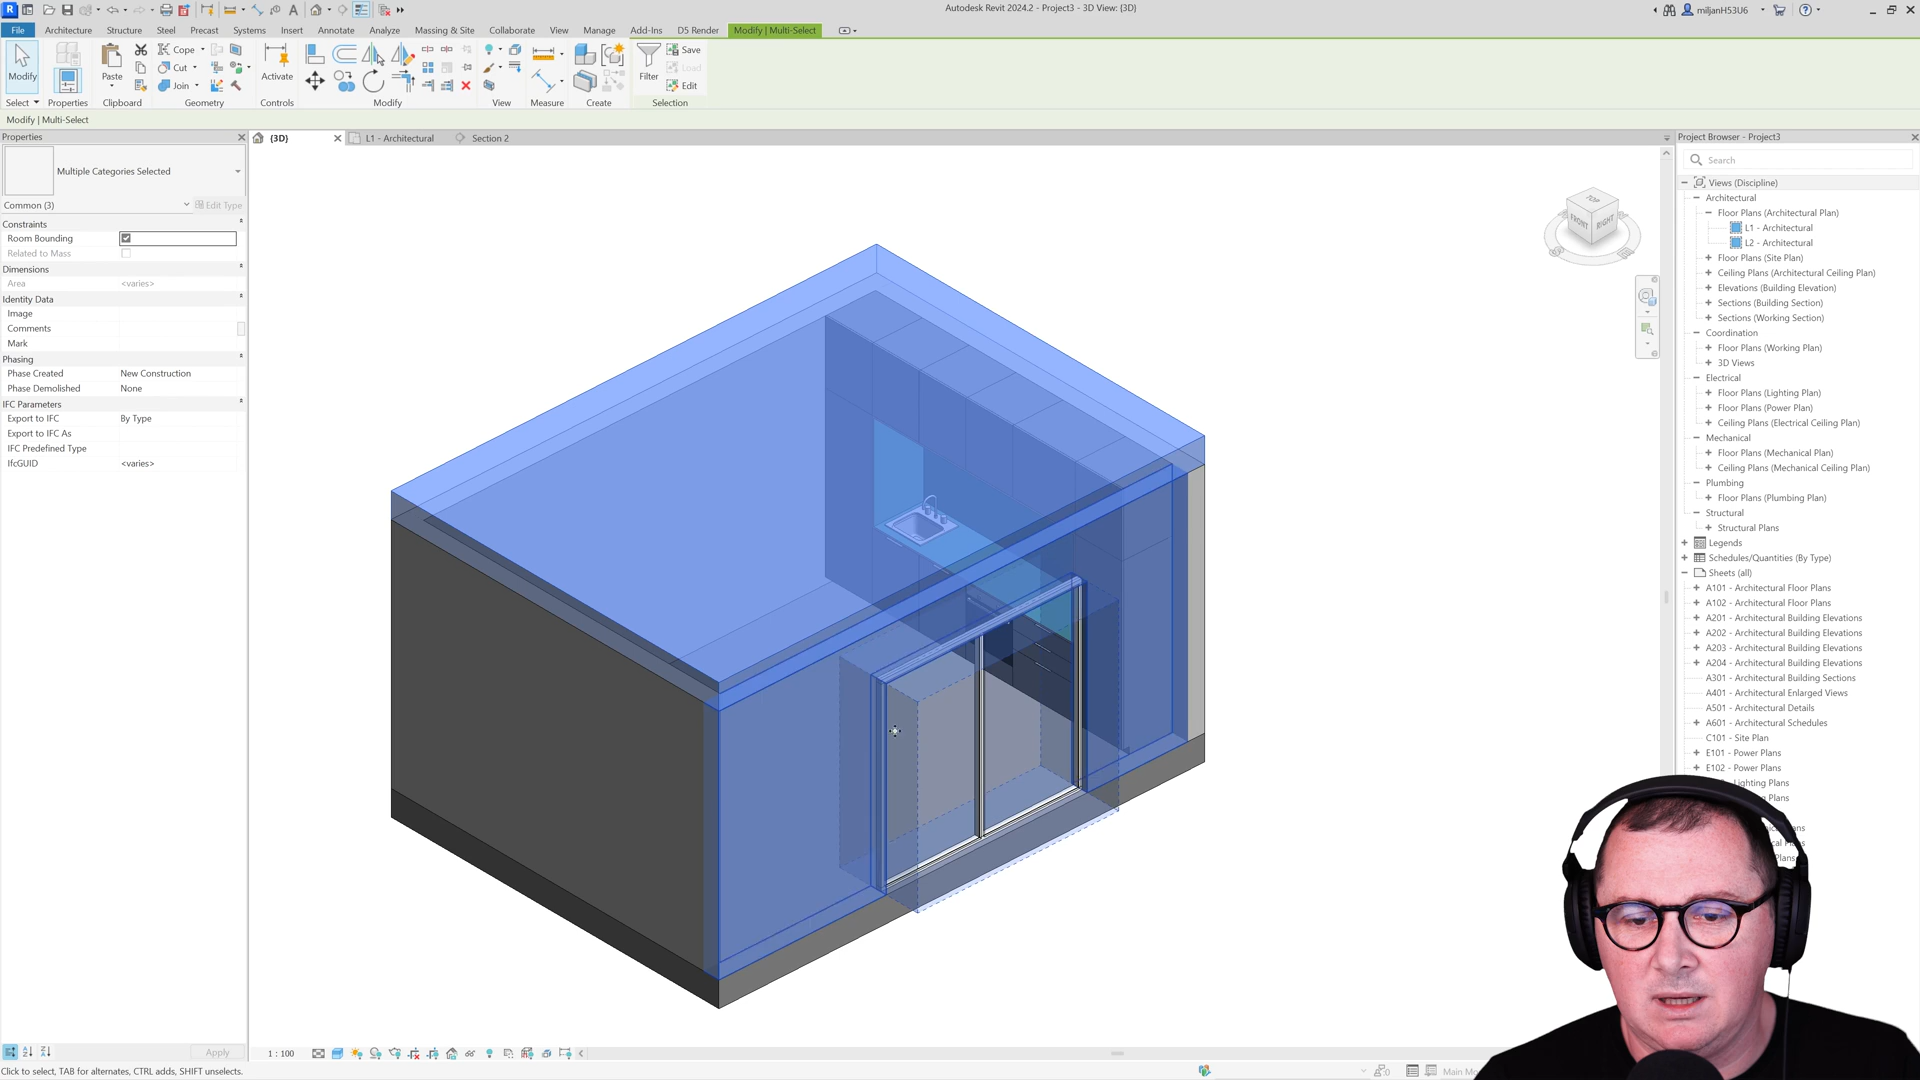 Autodesk Revit 2024.2 - Project3 - 3D View: {3D}
miljanH53U6
File
Architecture
Structure
Steel
Precast
Systems
Insert
Annotate
Analyze
Massing & Site
Collaborate
View
Manage
Add-Ins
D5 Render
Modify | Multi-Select
Modify
Paste
Cope
Cut
Join
Activate
Filter
Save
Load
Edit
Select
Properties
Clipboard
Geometry
Controls
Modify
View
Measure
Create
Selection
Modify | Multi-Select
Properties
{3D}
L1 - Architectural
Section 2
Project Browser - Project3
Multiple Categories Selected
Common (3)
Edit Type
Constraints
Room Bounding
Related to Mass
Dimensions
Area <varies>
Identity Data
Image
Comments
Mark
Phasing
Phase Created New Construction
Phase Demolished None
IFC Parameters
Export to IFC By Type
Export to IFC As
IFC Predefined Type
IfcGUID <varies>
Apply
TOP
FRONT
RIGHT
Search
Views (Discipline)
Architectural
Floor Plans (Architectural Plan)
L1 - Architectural
L2 - Architectural
Floor Plans (Site Plan)
Ceiling Plans (Architectural Ceiling Plan)
Elevations (Building Elevation)
Sections (Building Section)
Sections (Working Section)
Coordination
Floor Plans (Working Plan)
3D Views
Electrical
Floor Plans (Lighting Plan)
Floor Plans (Power Plan)
Ceiling Plans (Electrical Ceiling Plan)
Mechanical
Floor Plans (Mechanical Plan)
Ceiling Plans (Mechanical Ceiling Plan)
Plumbing
Floor Plans (Plumbing Plan)
Structural
Structural Plans
Legends
Schedules/Quantities (By Type)
Sheets (all)
A101 - Architectural Floor Plans
A102 - Architectural Floor Plans
A201 - Architectural Building Elevations
A202 - Architectural Building Elevations
A203 - Architectural Building Elevations
A204 - Architectural Building Elevations
A301 - Architectural Building Sections
A401 - Architectural Enlarged Views
A501 - Architectural Details
A601 - Architectural Schedules
C101 - Site Plan
E101 - Power Plans
E102 - Power Plans
Lighting Plans
Plans
Plans
1 : 100
Click to select, TAB for alternates, CTRL adds, SHIFT unselects.
:0
Main